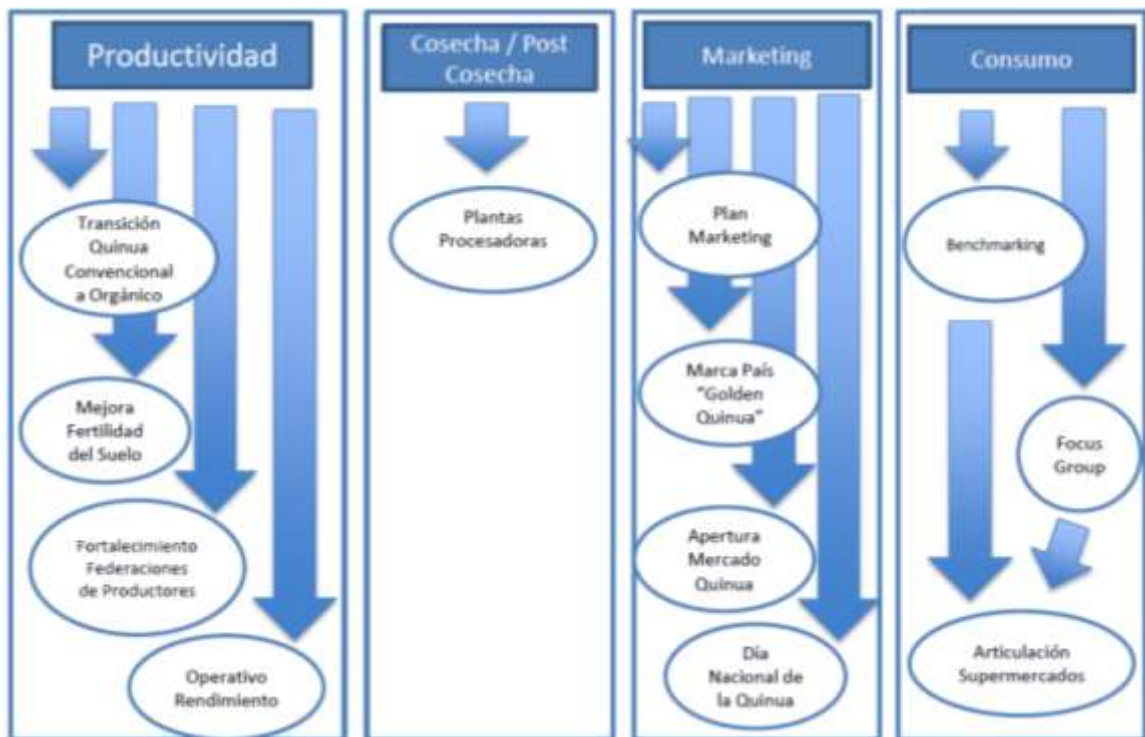 Productividad
Transición
Quinua
Convencional
a Orgánico
Mejora
Fertilidad
del Suelo
Fortalecimiento
Federaciones
de Productores
Operativo
Rendimiento
Cosecha / Post
Cosecha
Plantas
Procesadoras
Marketing
Plan
Marketing
Marca País
"Golden
Quinua"
Apertura
Mercado
Quinua
Día
Nacional de
la Quinua
Consumo
Benchmarking
Focus
Group
Articulación
Supermercados